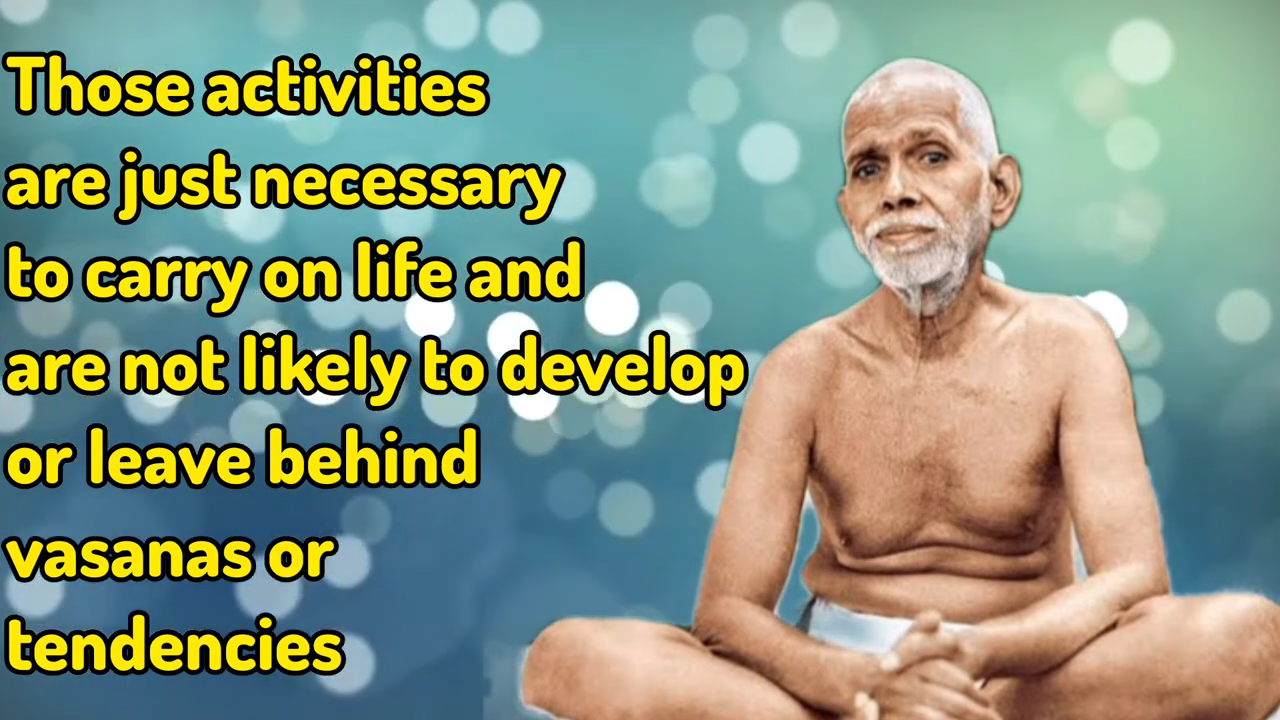 Those activities
are just necessary
to carry on life and
are not likely to develop
or leave behind
vasanas or
tendencies